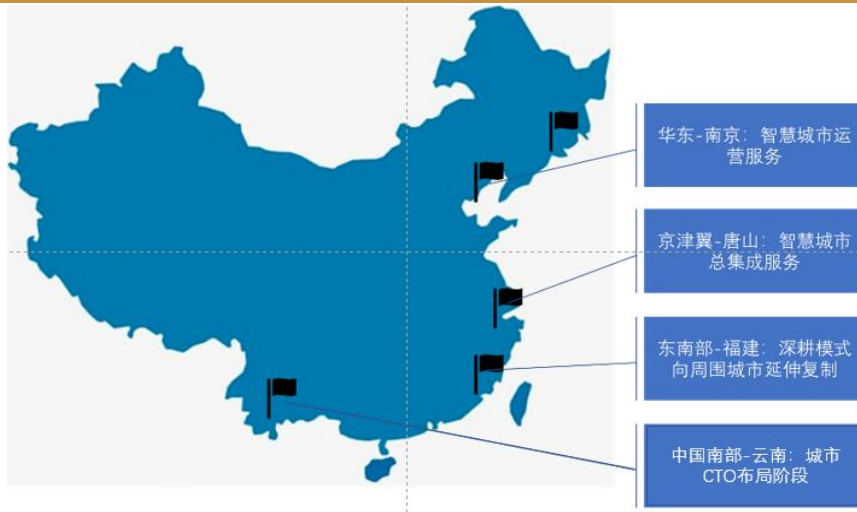 华东-南京：智慧城市运
营服务
京津翼-唐山：智慧城市
总集成服务
东南部-福建：深耕模式
向周围城市延伸复制
中国南部-云南：城市
CTO布局阶段